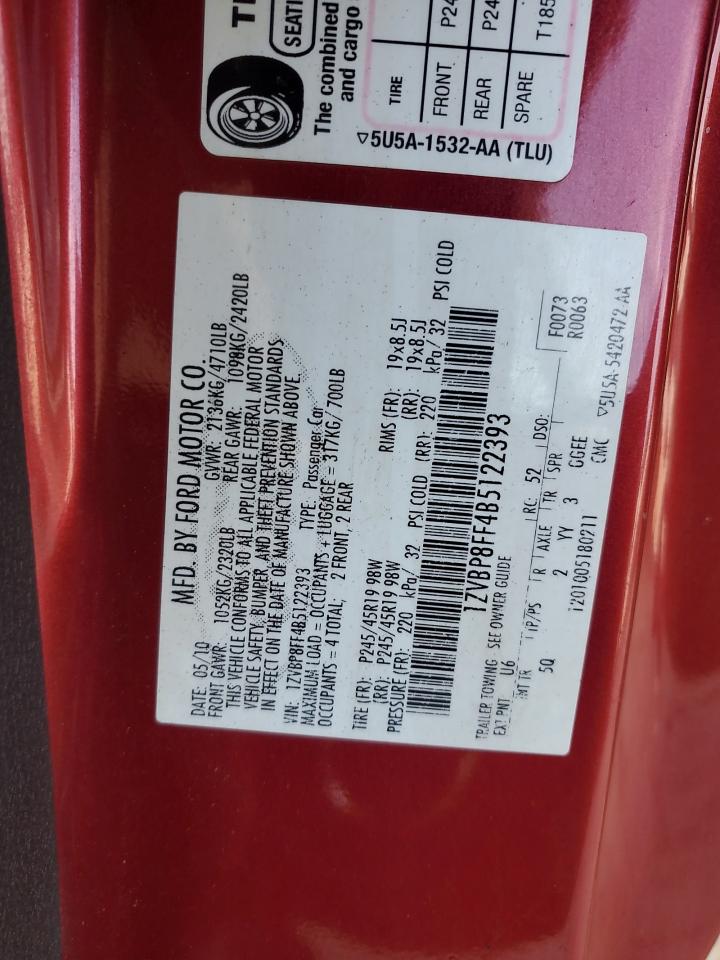 TI
SEATI
The combined
and cargo s
TIRE
FRONT P24
REAR P24
SPARE T185
▽5U5A-1532-AA (TLU)
MFD. BY FORD MOTOR CO.
DATE: 05/10 GVWR: 2136KG/4710LB
FRONT GAWR: 1052KG/2320LB REAR GAWR: 1098KG/2420LB
THIS VEHICLE CONFORMS TO ALL APPLICABLE FEDERAL MOTOR
VEHICLE SAFETY, BUMPER, AND THEFT PREVENTION STANDARDS
IN EFFECT ON THE DATE OF MANUFACTURE SHOWN ABOVE.
VIN: 1ZVBP8FF4B5122393 TYPE: Passenger Car
MAXIMUM LOAD = OCCUPANTS + LUGGAGE = 317KG/ 700LB
OCCUPANTS = 4 TOTAL; 2 FRONT, 2 REAR
TIRE (FR): P245/45R19 98W RIMS (FR): 19x8.5J
(RR): P245/45R19 98W (RR): 19x8.5J
PRESSURE (FR): 220 kPa/ 32 PSI COLD (RR): 220 kPa/ 32 PSI COLD
1ZVBP8FF4B5122393
TRAILER TOWING SEE OWNER GUIDE
EXT PNT U6 RC: 52 DSO:
INT TR TP/PS R AXLE TR SPR F0073
5Q 2 YY 3 GGEE R0063
1201005180211 CMC ▽5U5A-5420472-AA